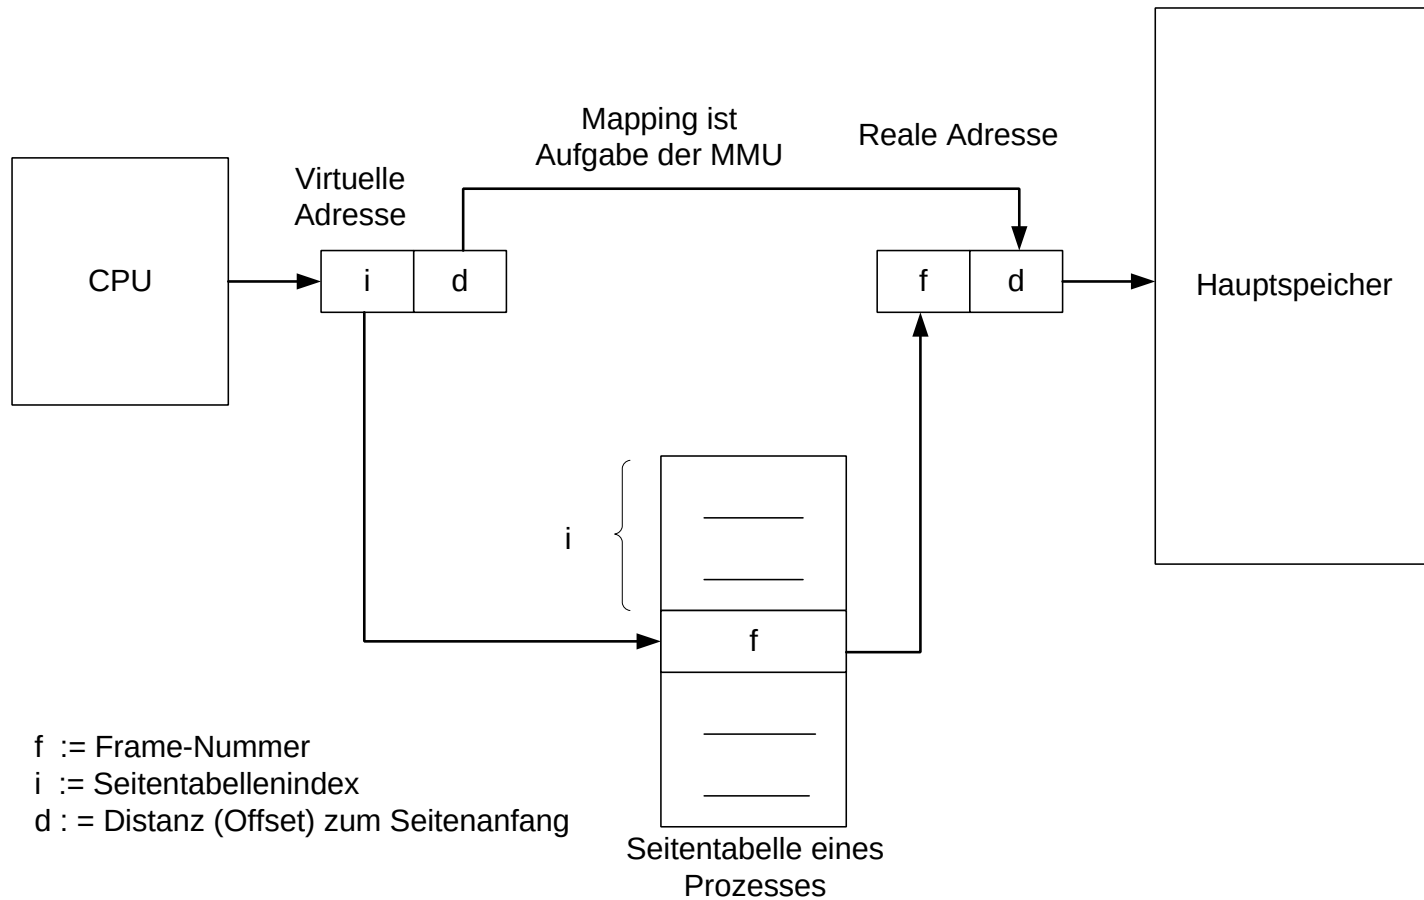 Mapping ist
Aufgabe der MMU
Reale Adresse
Virtuelle
Adresse
CPU
i
d
f
d
Hauptspeicher
i
f
f := Frame-Nummer
i := Seitentabellenindex
d : = Distanz (Offset) zum Seitenanfang
Seitentabelle eines
Prozesses